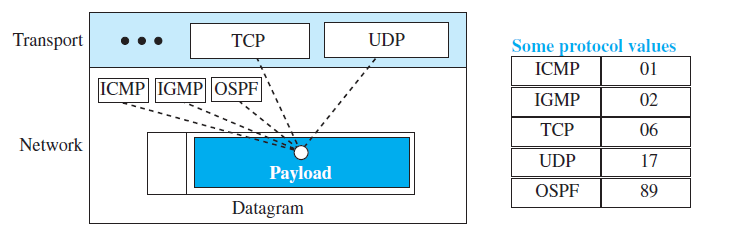 Transport
TCP
UDP
ICMP
IGMP
OSPF
Network
Payload
Datagram
Some protocol values
ICMP 01
IGMP 02
TCP 06
UDP 17
OSPF 89